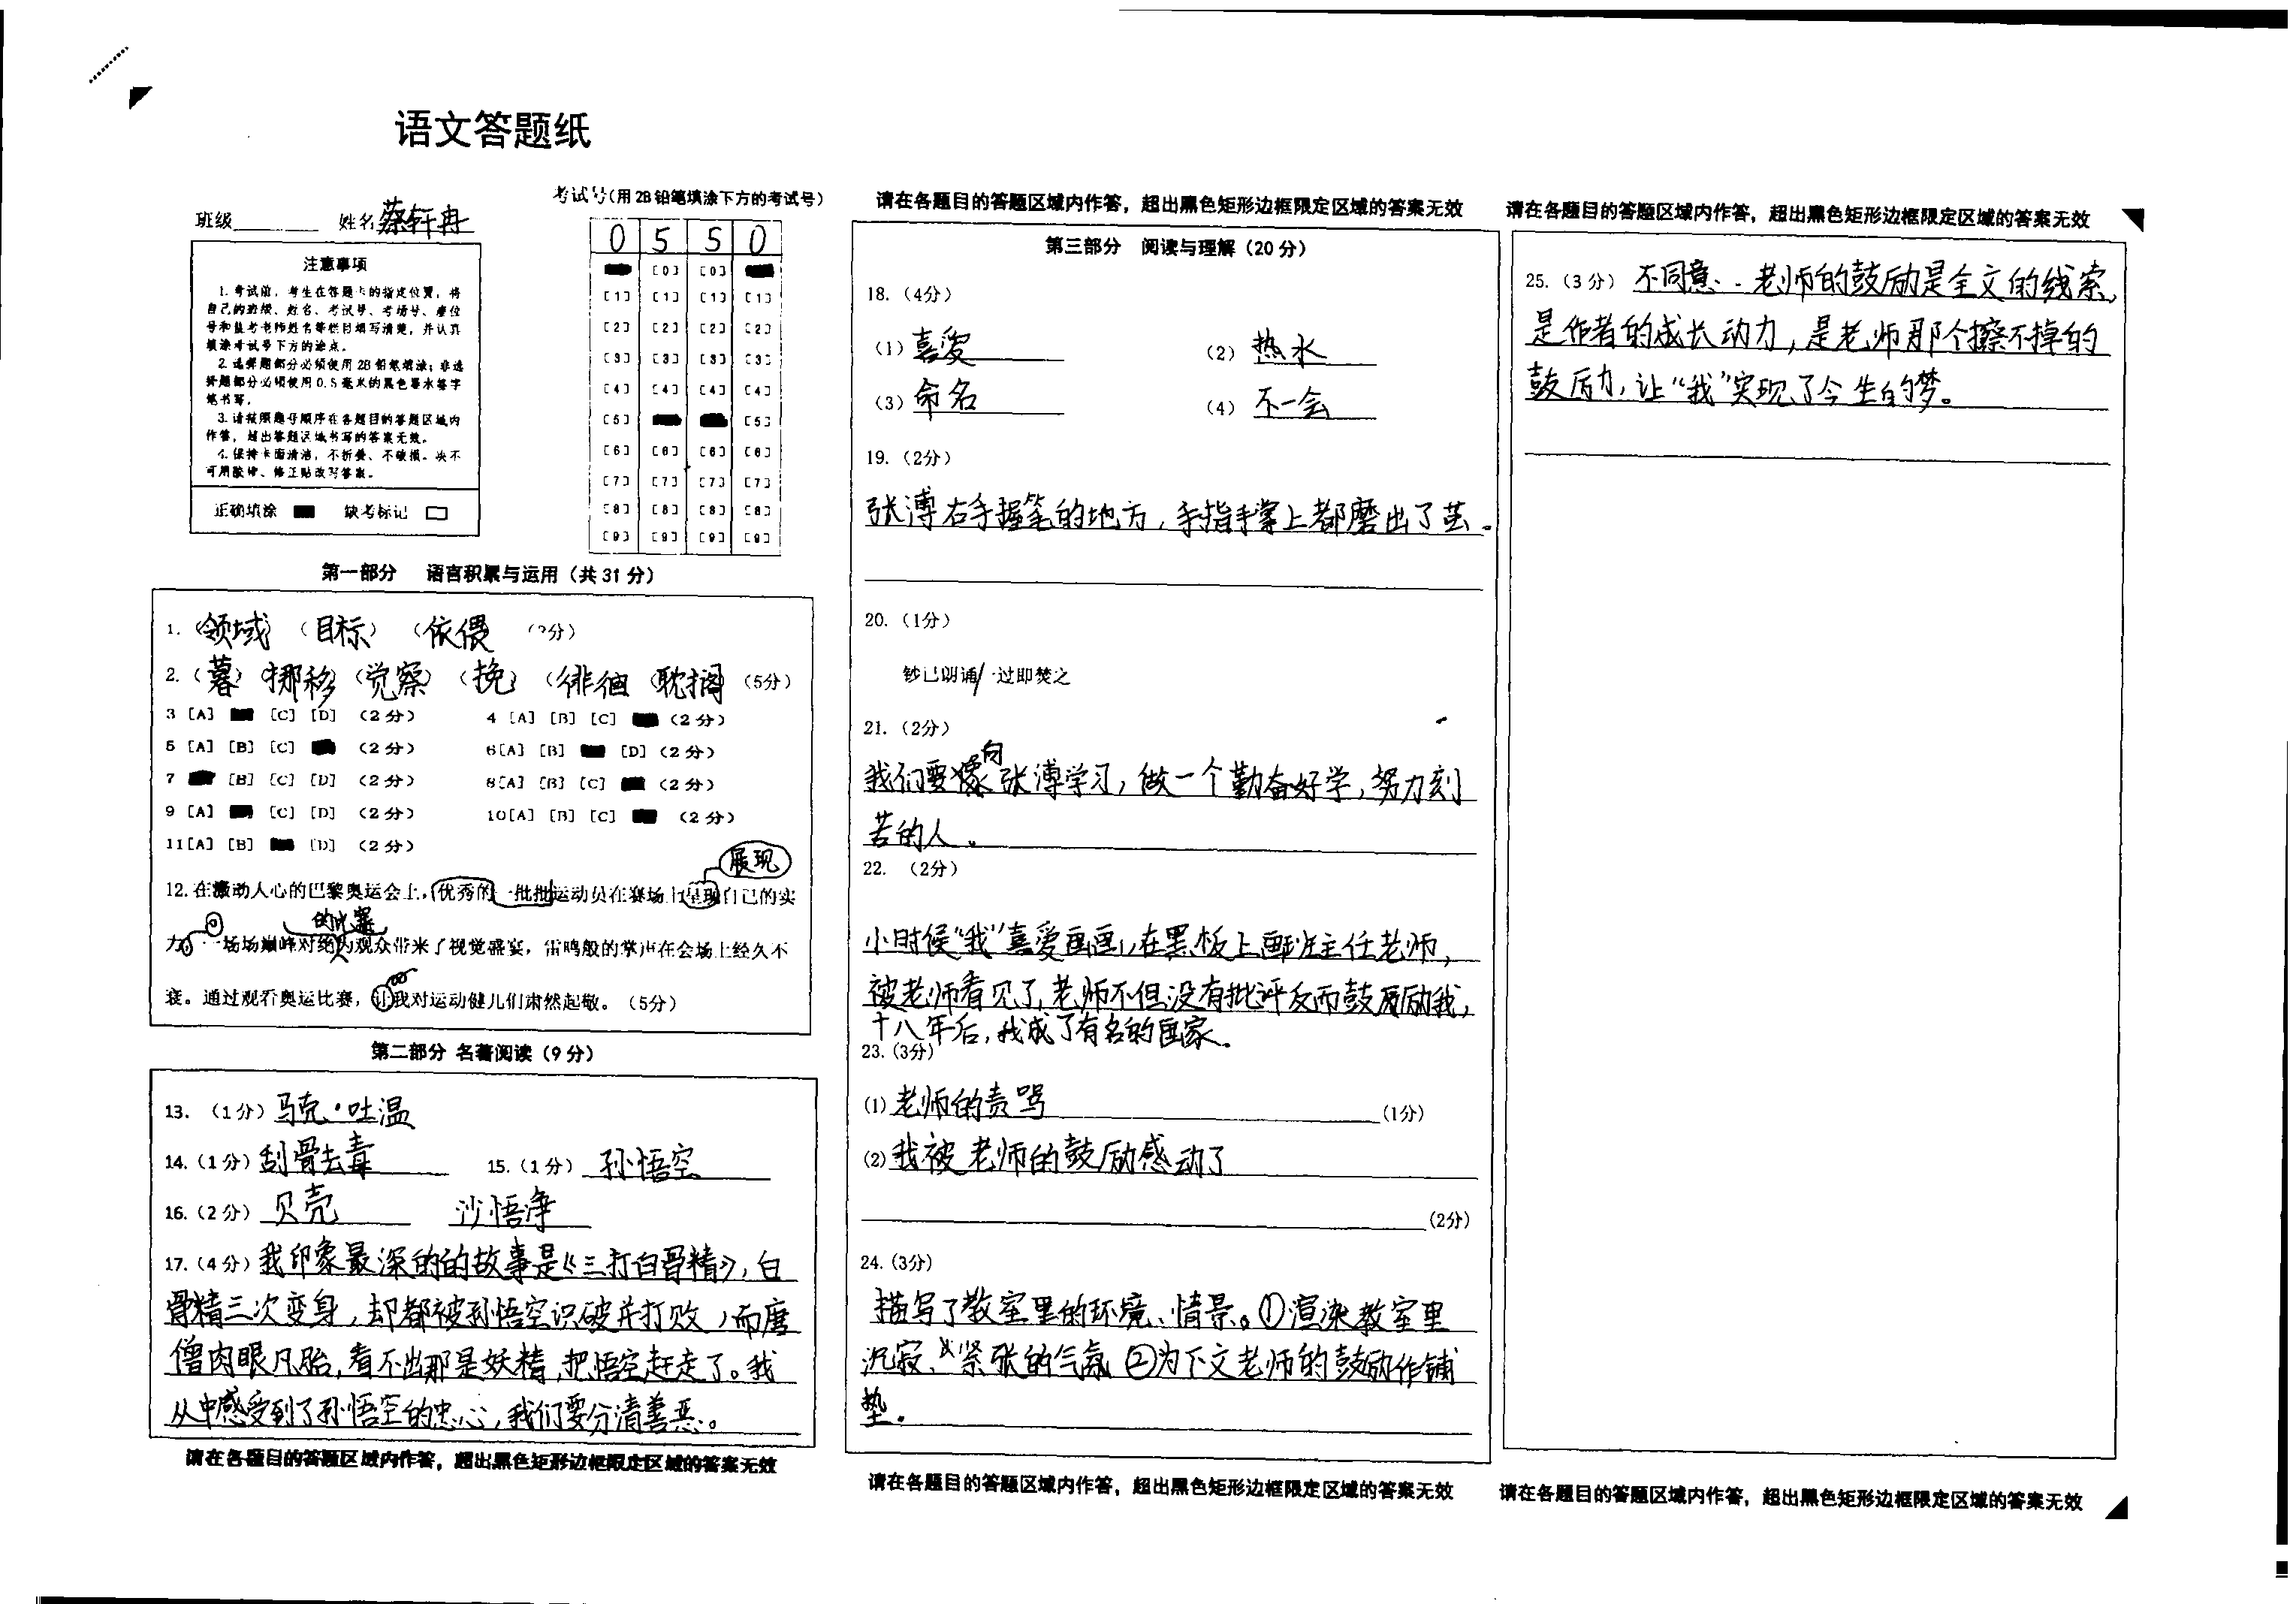 语文答题纸
班级 姓名 蔡轩冉
考试号(用2B铅笔填涂下方的考试号)
0 5 5 0
[0] [0]
[1] [1] [1] [1]
[2] [2] [2] [2]
[3] [3] [3] [3]
[4] [4] [4] [4]
[5] [5]
[6] [6] [6] [6]
[7] [7] [7] [7]
[8] [8] [8] [8]
[9] [9] [9] [9]
注意事项
1. 考试前，考生在答题卡的指定位置，将
自己的班级、姓名、考试号、考场号、座位
号和监考老师姓名等栏目填写清楚，并认真
填涂考试号下方的涂点。
2. 选择题部分必须使用2B铅笔填涂；非选
择题部分必须使用0.5毫米的黑色墨水签字
笔书写。
3. 请按照题号顺序在各题目的答题区域内
作答，超出答题区域书写的答案无效。
4. 保持卡面清洁，不折叠、不破损。决不
可用胶带、修正贴改写答案。
正确填涂 缺考标记
第一部分 语言积累与运用（共31分）
1.（领域）（目标）（依偎）（2分）
2.（暮）（挪移）（觉察）（挽）（徘徊）（耽搁）（5分）
3 [A] [C] [D] （2分） 4 [A] [B] [C] （2分）
5 [A] [B] [C] （2分） 6[A] [B] [D]（2分）
7 [B] [C] [D] （2分） 8[A] [B] [C] （2分）
9 [A] [C] [D] （2分） 10[A] [B] [C] （2分）
11[A] [B] [D] （2分）
展现
12. 在激动人心的巴黎奥运会上，优秀的一批批运动员在赛场上呈现自己的实
的比赛
力。一场场巅峰对绝为观众带来了视觉盛宴，雷鸣般的掌声在会场上经久不
衰。通过观看奥运比赛，让我对运动健儿们肃然起敬。（5分）
第二部分 名著阅读（9分）
13. （1分）马克·吐温
14.（1分）刮骨去毒 15.（1分）孙悟空
16.（2分）贝壳 沙悟净
17.（4分）我印象最深的的故事是《三打白骨精》，白
骨精三次变身，却都被孙悟空识破并打败，而唐
僧肉眼凡胎，看不出那是妖精，把悟空赶走了。我
从中感受到了孙悟空的忠心，我们要分清善恶。
请在各题目的答题区域内作答，超出黑色矩形边框限定区域的答案无效
请在各题目的答题区域内作答，超出黑色矩形边框限定区域的答案无效
第三部分 阅读与理解（20分）
18.（4分）
（1）喜爱 （2）热水
（3）命名 （4）不一会
19.（2分）
张溥右手握笔的地方，手指手掌上都磨出了茧。
20.（1分）
钞已朗诵/一过即焚之
21.（2分）
向
我们要像张溥学习，做一个勤奋好学，努力刻
苦的人。
22. （2分）
小时候“我”喜爱画画，在黑板上画班主任老师，
被老师看见了，老师不但没有批评反而鼓励我，
十八年后，我成了有名的画家。
23.(3分)
(1)老师的责骂 (1分)
(2)我被老师的鼓励感动了
(2分)
24.(3分)
描写了教室里的环境、情景。①渲染教室里
沉寂、紧张的气氛②为下文老师的鼓励作铺
垫。
请在各题目的答题区域内作答，超出黑色矩形边框限定区域的答案无效
请在各题目的答题区域内作答，超出黑色矩形边框限定区域的答案无效
25.（3分）不同意..老师的鼓励是全文的线索，
是作者的成长动力，是老师那个擦不掉的
鼓励，让“我”实现了今生的梦。
请在各题目的答题区域内作答，超出黑色矩形边框限定区域的答案无效